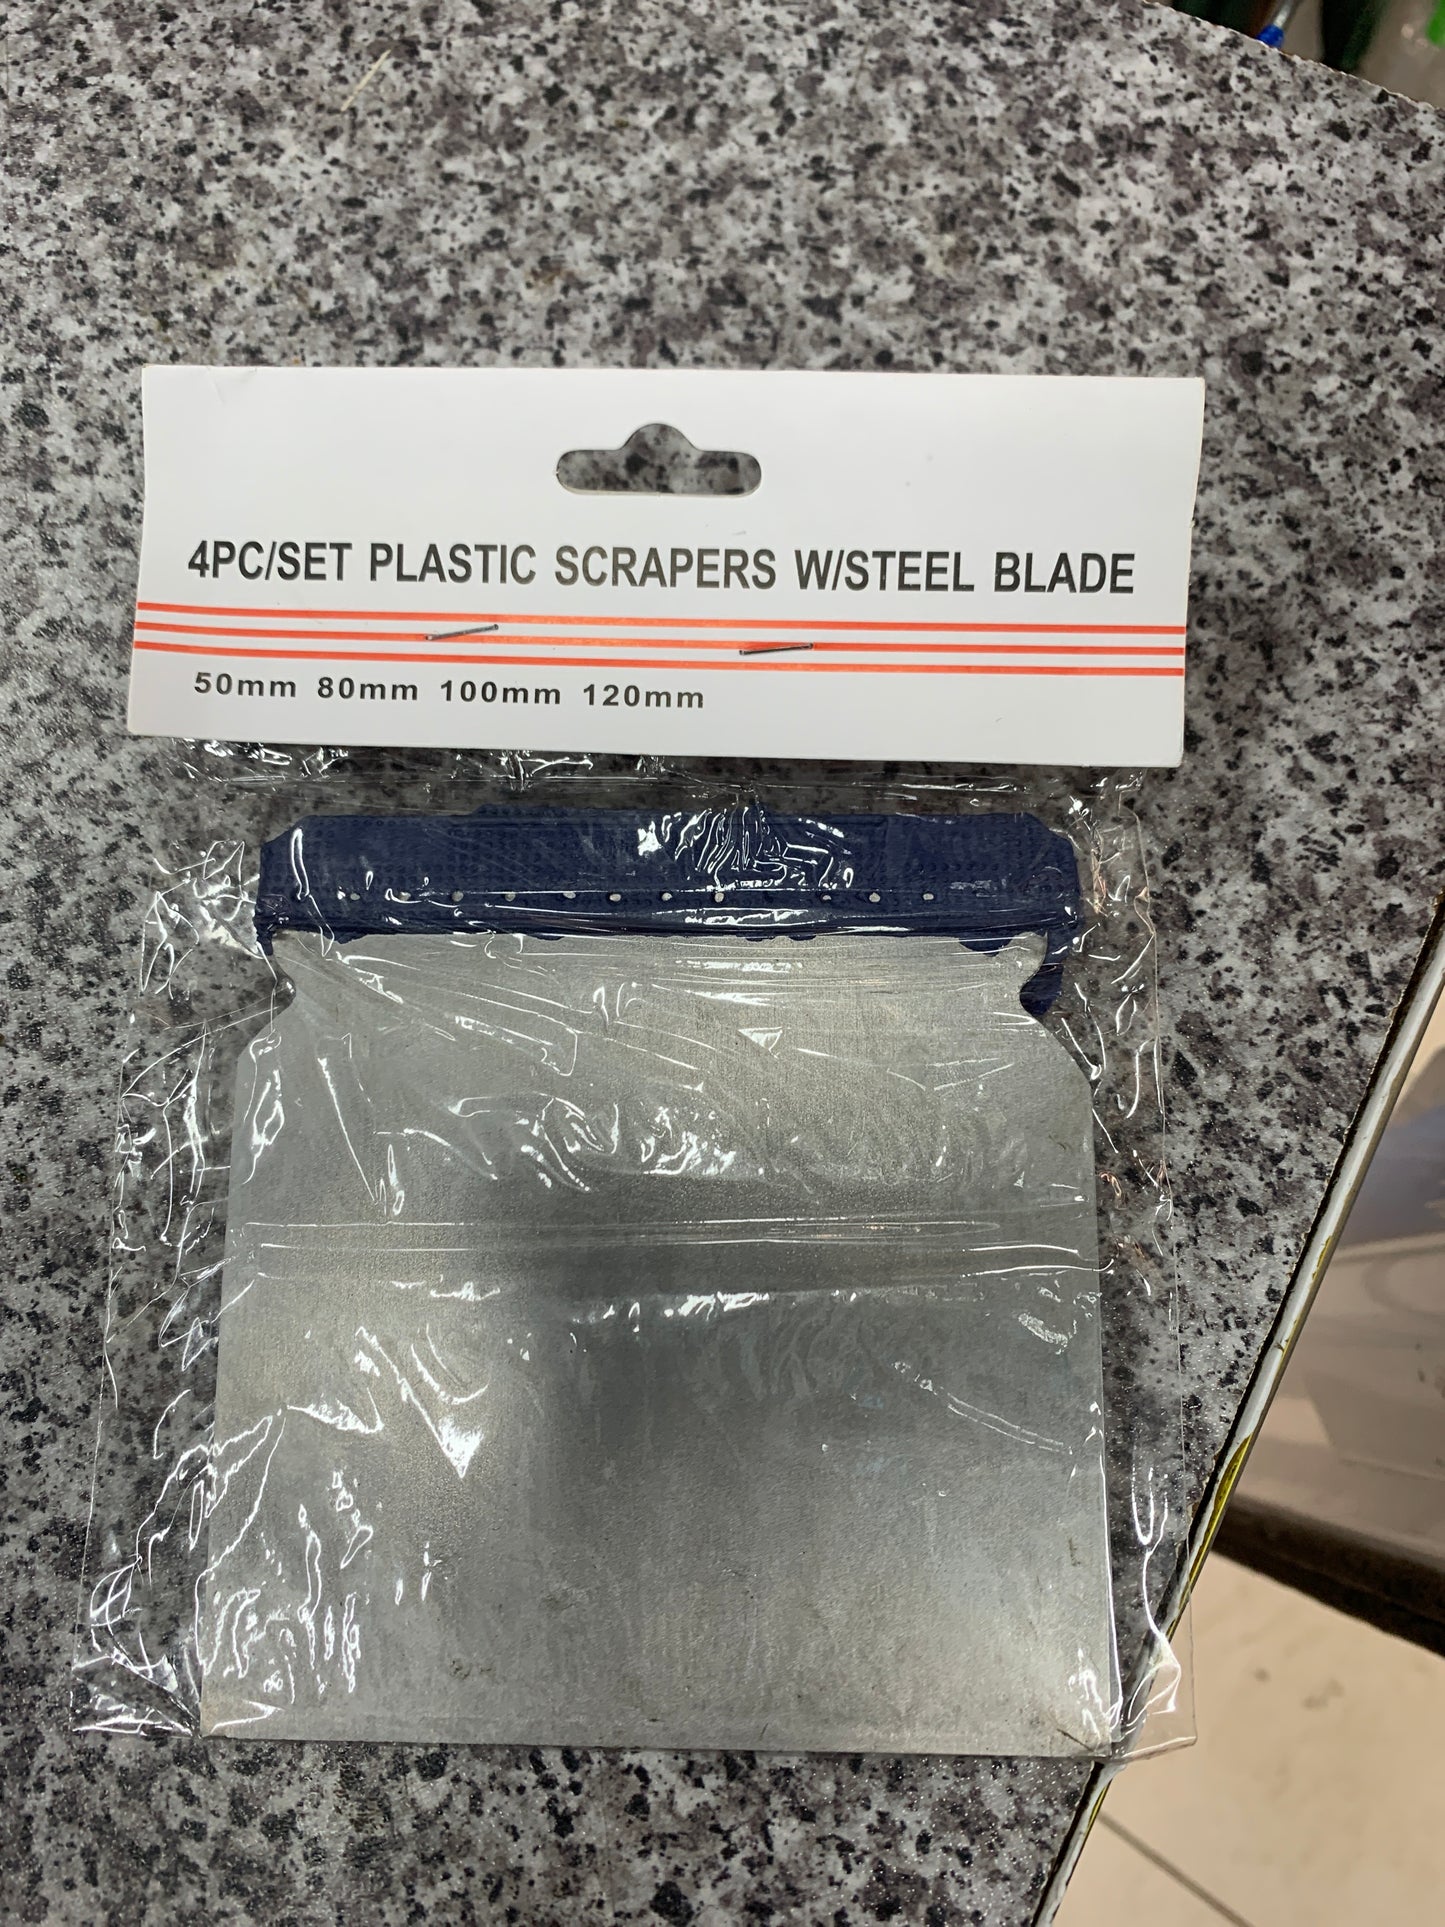 4PC/SET PLASTIC SCRAPERS W/STEEL BLADE
50mm 80mm 100mm 120mm